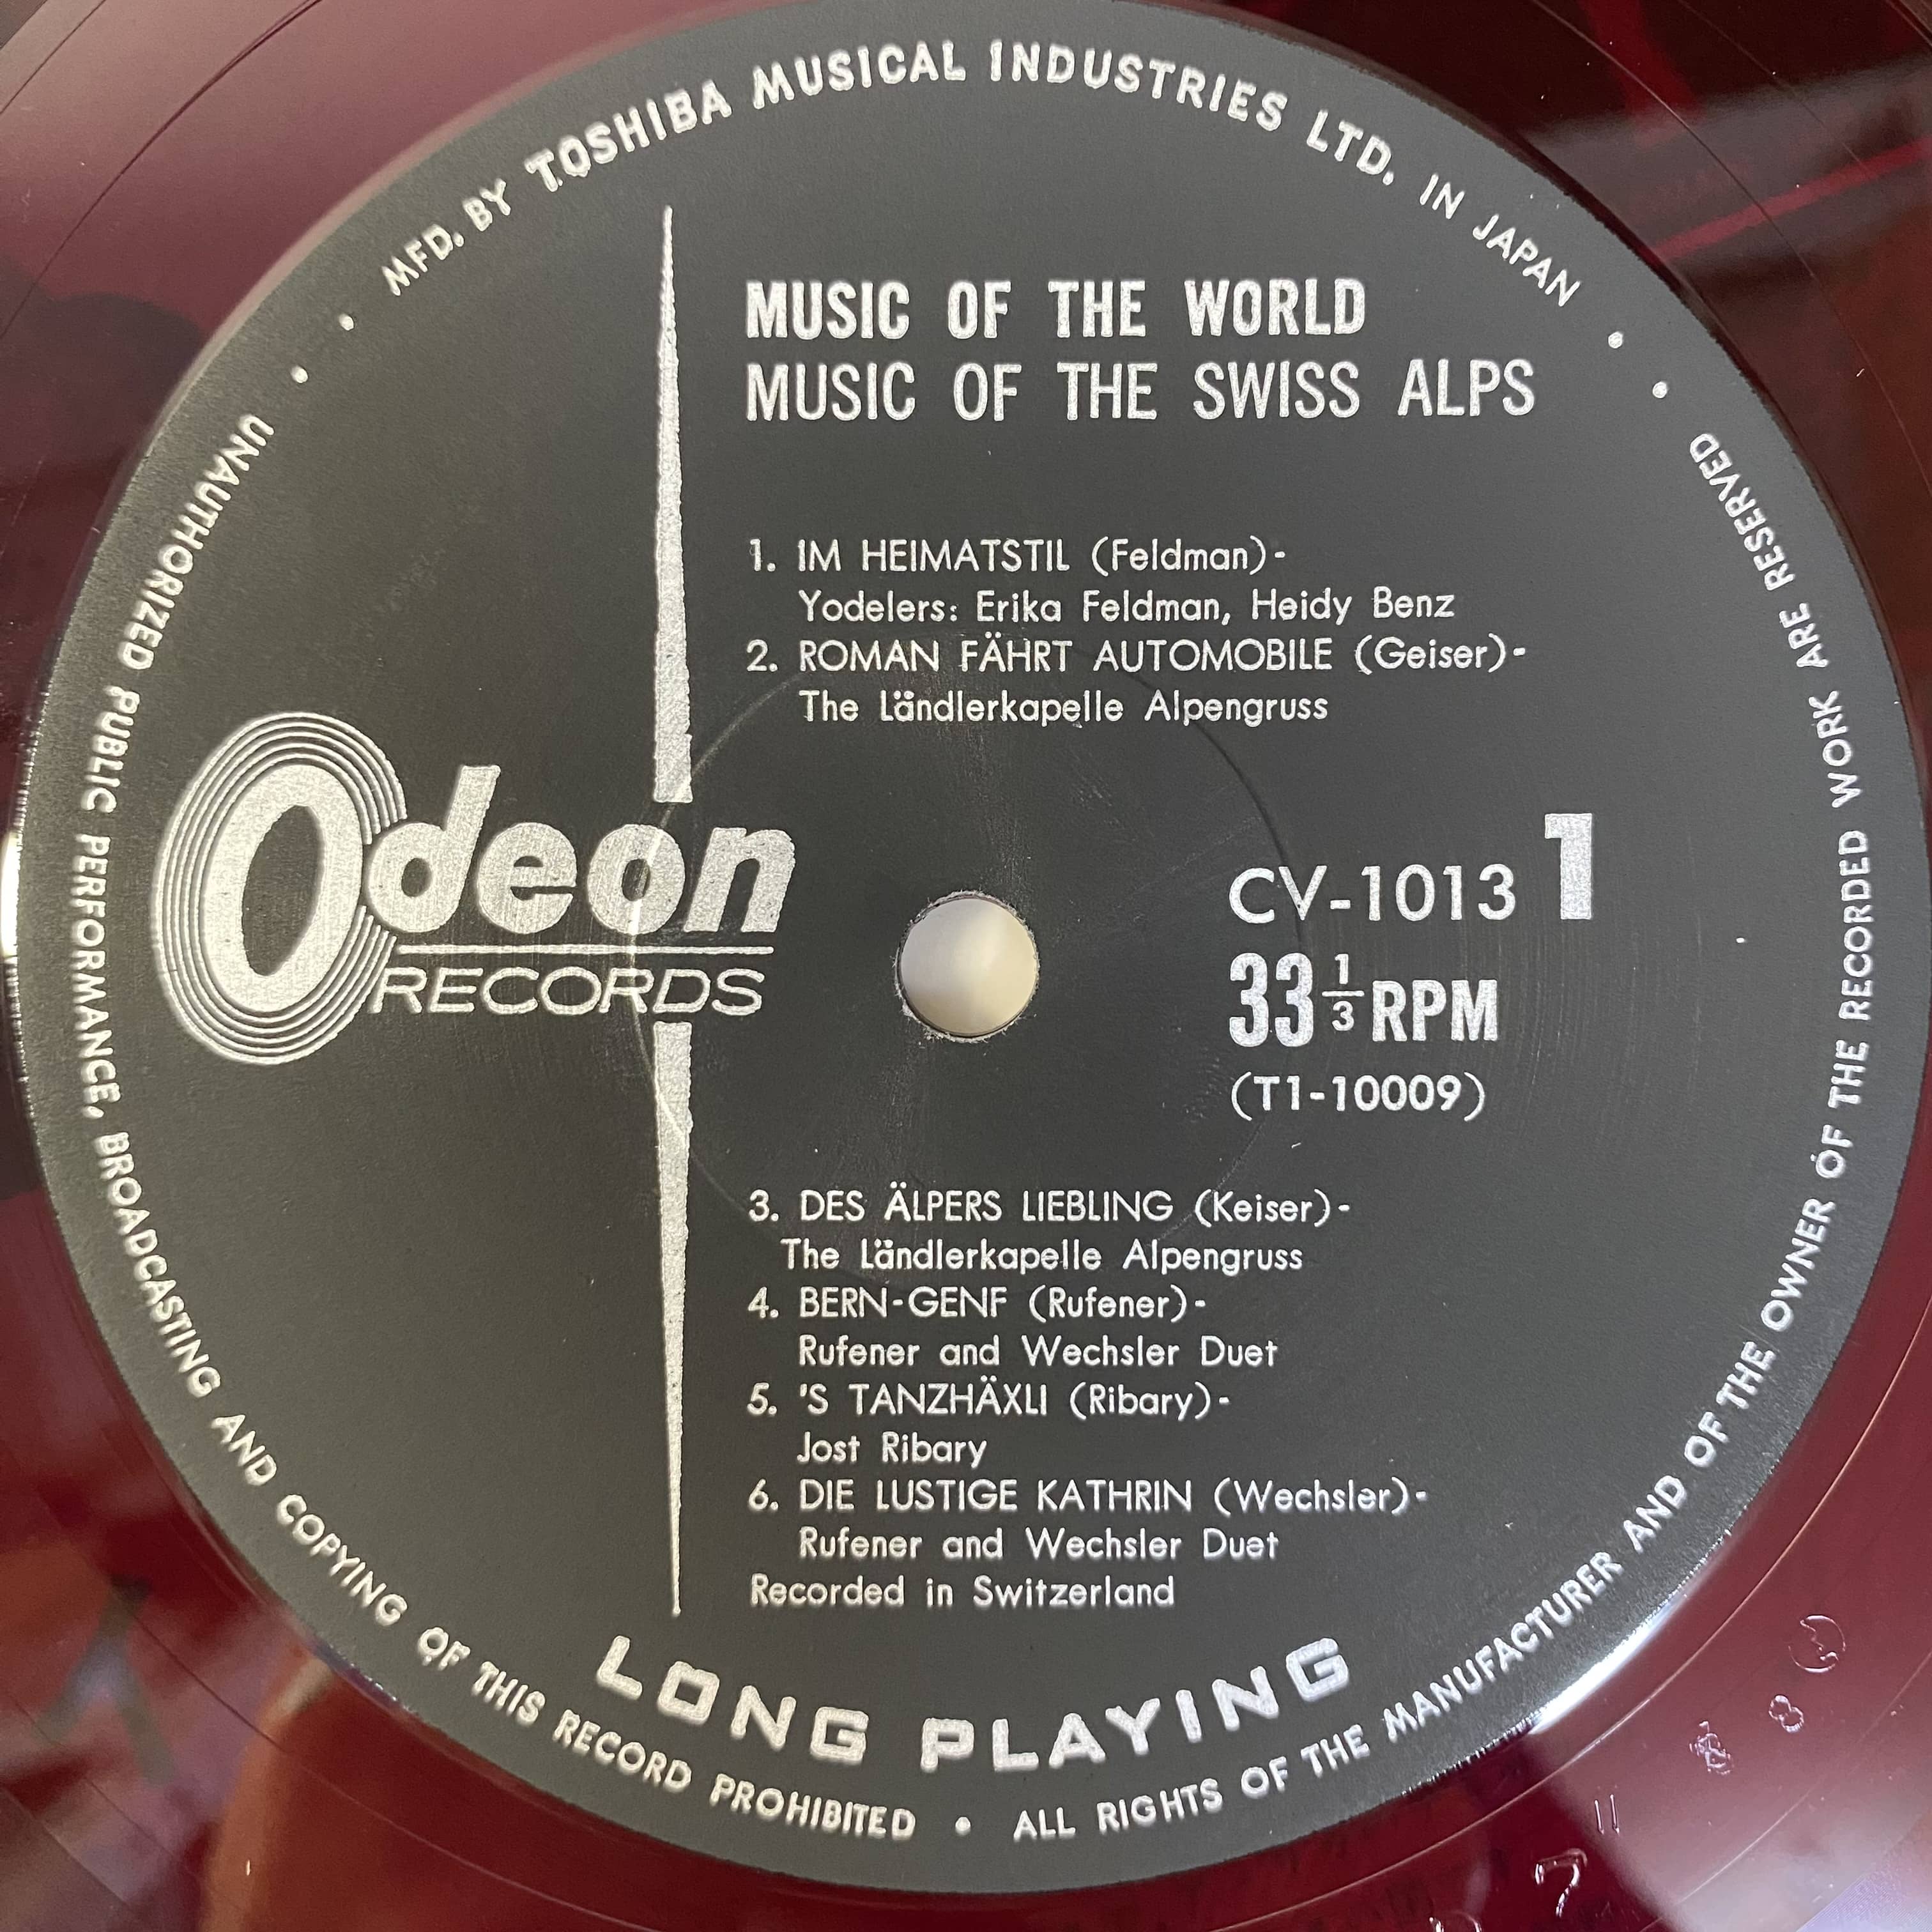 MFD. BY TOSHIBA MUSICAL INDUSTRIES LTD. IN JAPAN
MUSIC OF THE WORLD
MUSIC OF THE SWISS ALPS
1. IM HEIMATSTIL (Feldman)-
Yodelers: Erika Feldman, Heidy Benz
2. ROMAN FÄHRT AUTOMOBILE (Geiser)-
The Ländlerkapelle Alpengruss
Odeon
RECORDS
CV-1013 1
33 1/3 RPM
(T1-10009)
3. DES ÄLPERS LIEBLING (Keiser)-
The Ländlerkapelle Alpengruss
4. BERN-GENF (Rufener)-
Rufener and Wechsler Duet
5. 'S TANZHÄXLI (Ribary)-
Jost Ribary
6. DIE LUSTIGE KATHRIN (Wechsler)-
Rufener and Wechsler Duet
Recorded in Switzerland
LONG PLAYING
UNAUTHORIZED PUBLIC PERFORMANCE, BROADCASTING AND COPYING OF THIS RECORD PROHIBITED • ALL RIGHTS OF THE MANUFACTURER AND OF THE OWNER OF THE RECORDED WORK ARE RESERVED